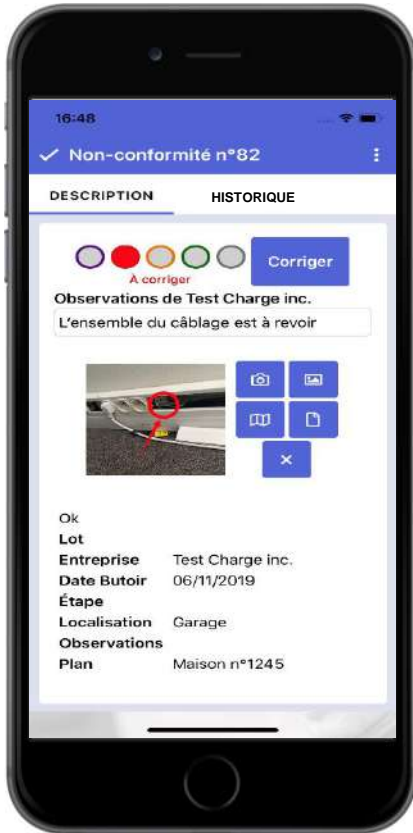 16:48
Non-conformité n°82
DESCRIPTION
HISTORIQUE
Corriger
À corriger
Observations de Test Charge inc.
L'ensemble du câblage est à revoir
Ok
Lot
Entreprise Test Charge inc.
Date Butoir 06/11/2019
Étape
Localisation Garage
Observations
Plan Maison n°1245